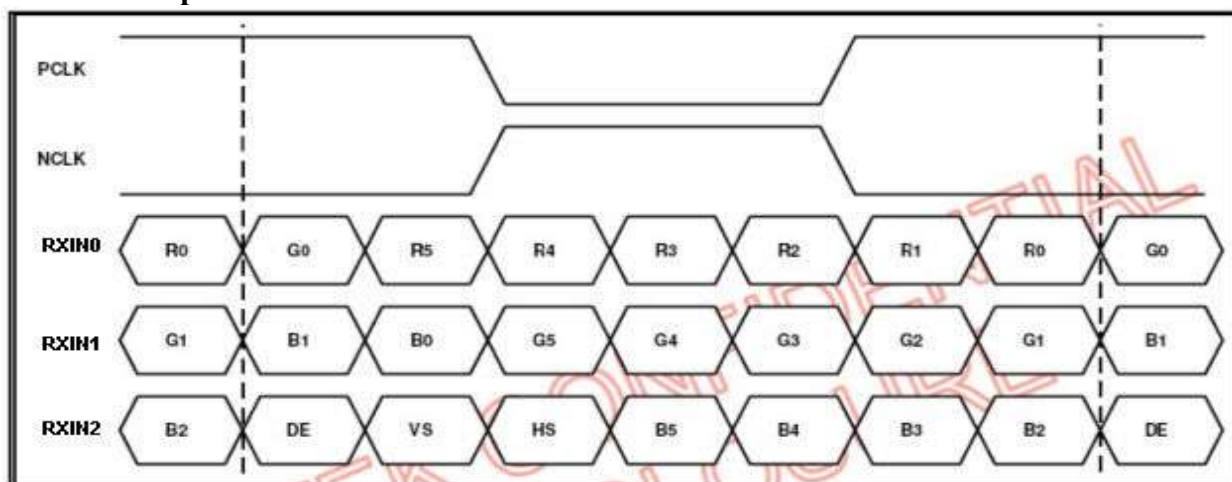 PCLK
NCLK
RXIN0 R0 G0 R5 R4 R3 R2 R1 R0 G0
RXIN1 G1 B1 B0 G5 G4 G3 G2 G1 B1
RXIN2 B2 DE VS HS B5 B4 B3 B2 DE